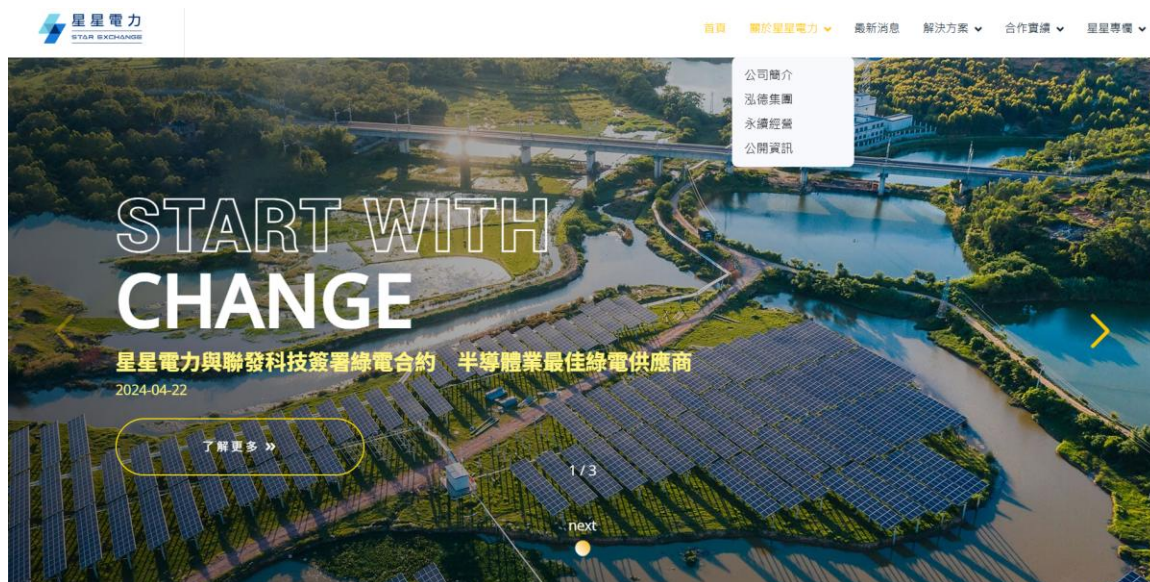 星星電力
STAR EXCHANGE
首頁 關於星星電力 最新消息 解決方案 合作實績 星星專欄
公司簡介
泓德集團
永續經營
公開資訊
START WITH
CHANGE
星星電力與聯發科技簽署綠電合約 半導體業最佳綠電供應商
2024-04-22
了解更多 »
1 / 3
next